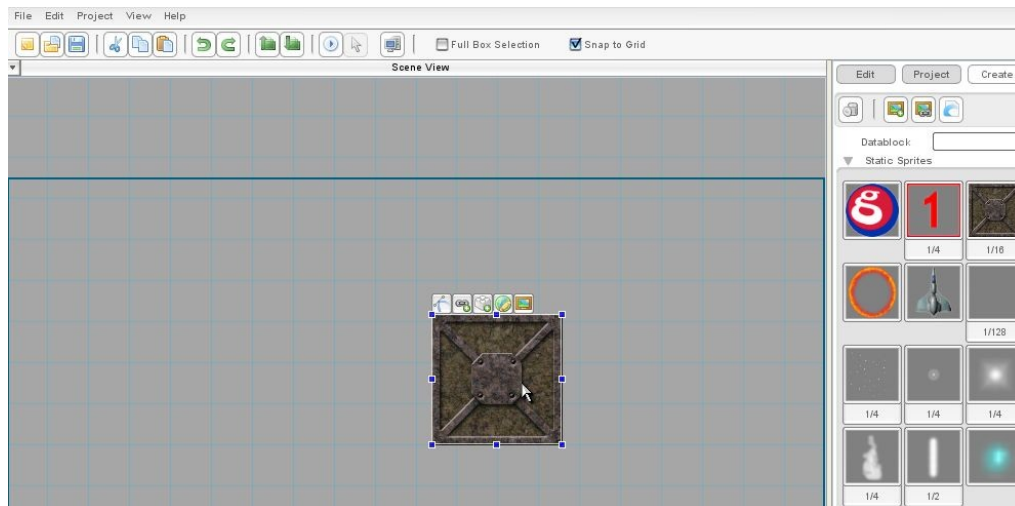 File Edit Project View Help
Full Box Selection Snap to Grid
Scene View
Edit Project Create
Datablock
Static Sprites
g 1
1/4 1/16
1/128
1/4 1/4 1/4
1/4 1/2